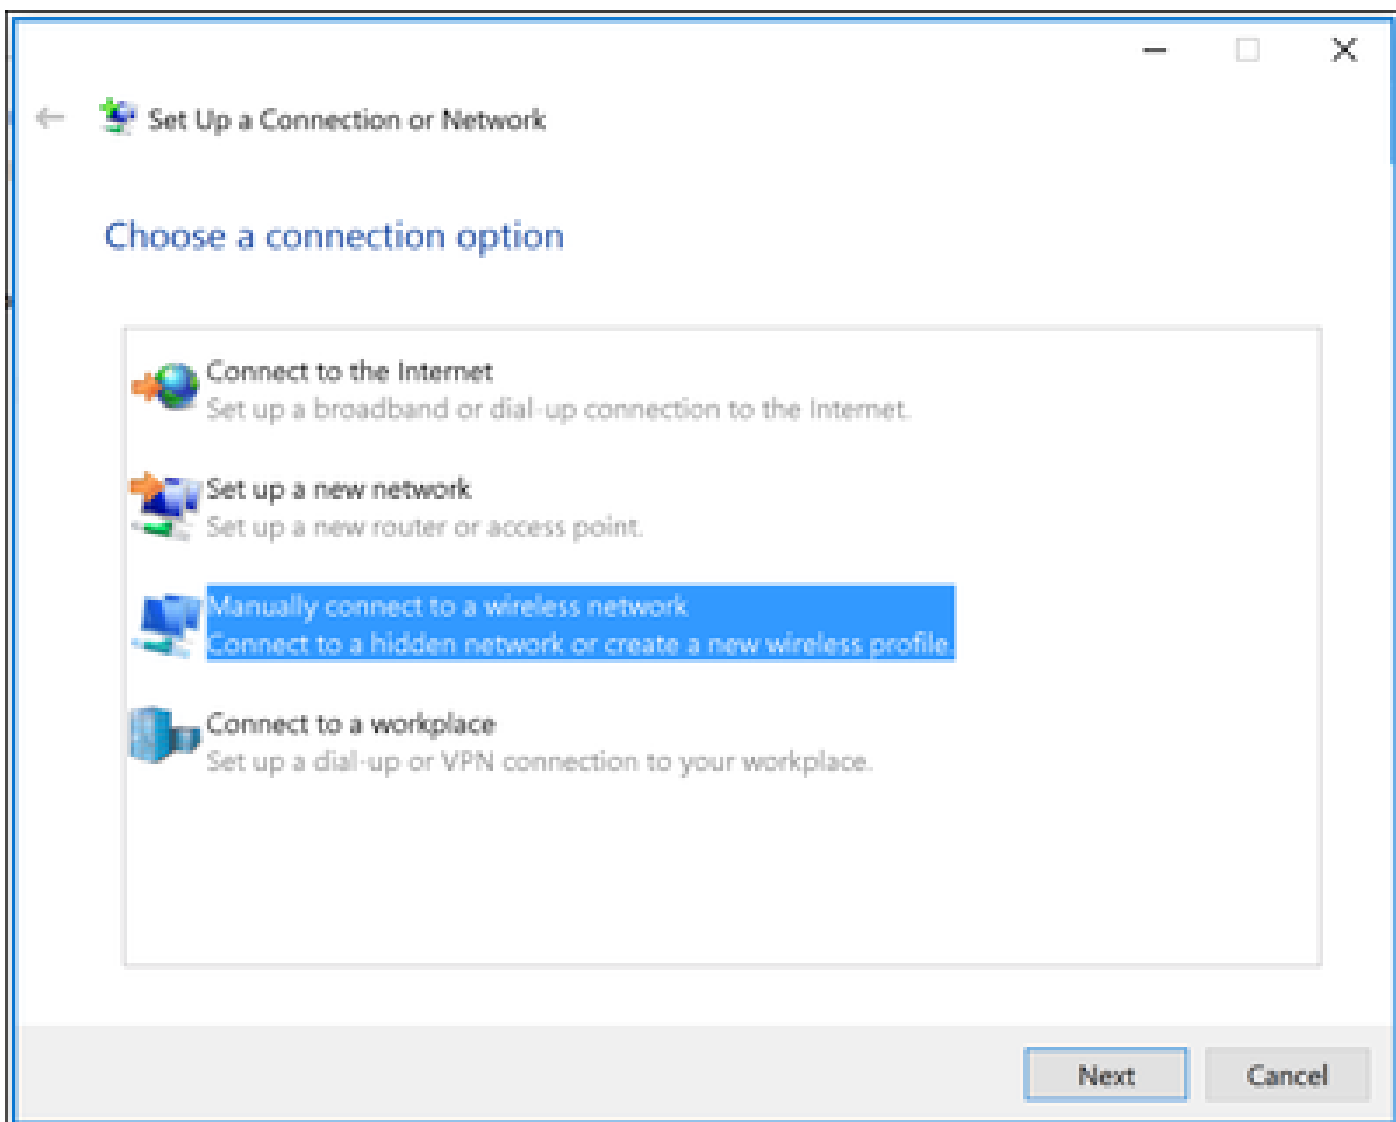 Set Up a Connection or Network
Choose a connection option
Connect to the Internet
Set up a broadband or dial-up connection to the Internet.
Set up a new network
Set up a new router or access point.
Manually connect to a wireless network
Connect to a hidden network or create a new wireless profile.
Connect to a workplace
Set up a dial-up or VPN connection to your workplace.
Next
Cancel